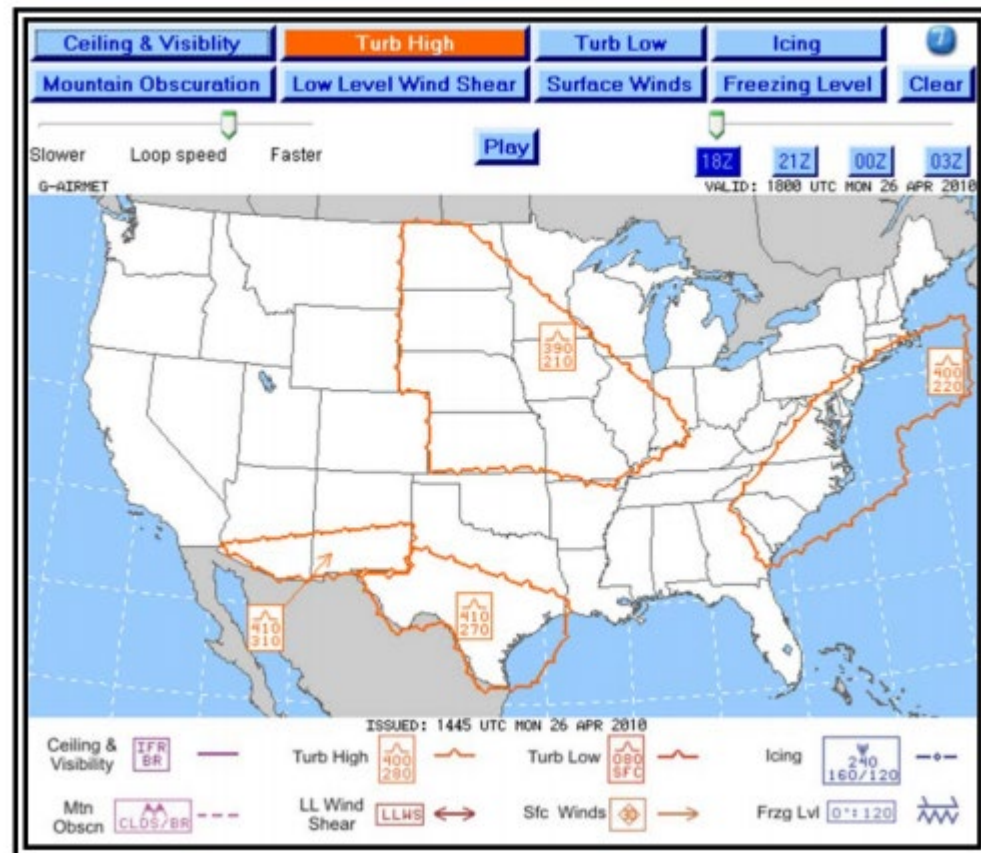 Ceiling & Visiblity Turb High Turb Low Icing ?
Mountain Obscuration Low Level Wind Shear Surface Winds Freezing Level Clear
Slower Loop speed Faster
Play
18Z 21Z 00Z 03Z
G-AIRMET
VALID: 1800 UTC MON 26 APR 2010
390
210
400
220
410
310
410
270
ISSUED: 1445 UTC MON 26 APR 2010
Ceiling &
Visibility
IFR
BR
Turb High
400
280
Turb Low
080
SFC
Icing
240
160/120
Mtn
Obscn
CLDS/BR
LL Wind
Shear
LLWS
Sfc Winds
30
Frzg Lvl
0°:120